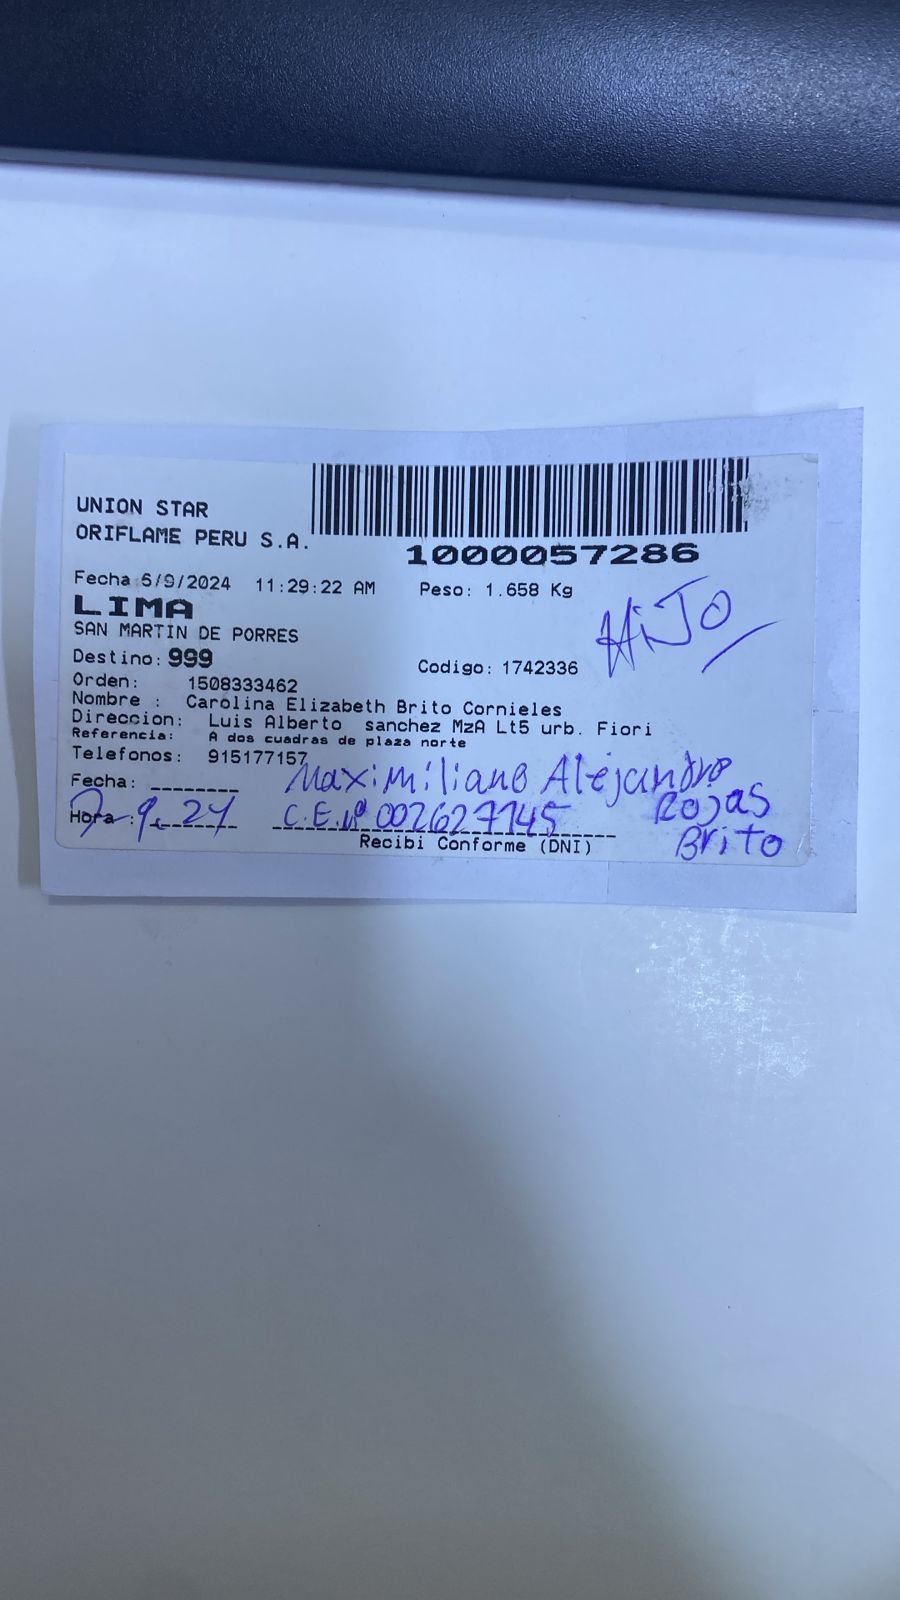 UNION STAR
ORIFLAME PERU S.A.
1000057286
Fecha 6/9/2024 11:29:22 AM Peso: 1.658 Kg
LIMA
HiJO
SAN MARTIN DE PORRES
Destino: 999 Codigo: 1742336
Orden: 1508333462
Nombre : Carolina Elizabeth Brito Cornieles
Direccion: Luis Alberto sanchez MzA Lt5 urb. Fiori
Referencia: A dos cuadras de plaza norte
Telefonos: 915177157
Maximiliano Alejandro
Fecha: ________ Rojas
Hora : 7-9.24 C.E.Nº 002627745
Brito
Recibi Conforme (DNI)